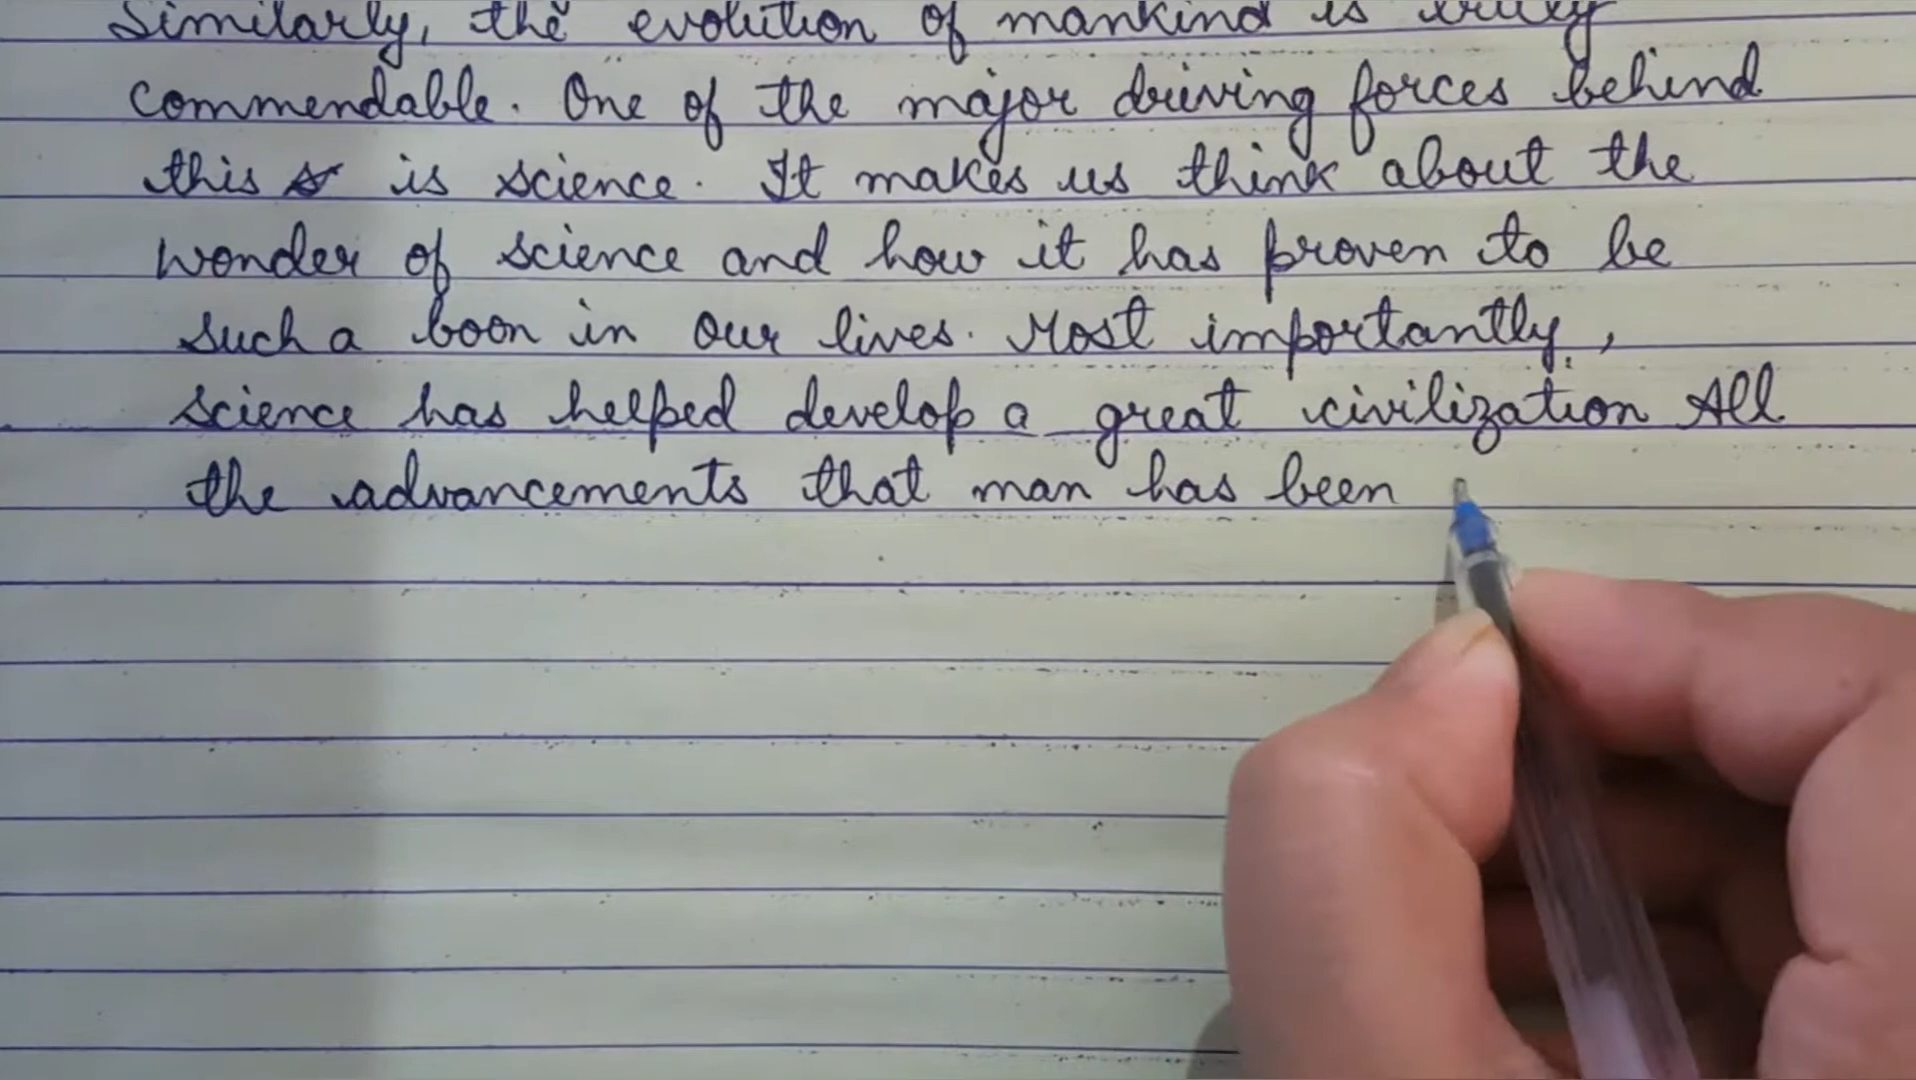 Similarly, the evolution of mankind is truly
commendable. One of the major driving forces behind
this is science. It makes us think about the
wonder of science and how it has proven to be
such a boon in our lives. Most importantly,
science has helped develop a great civilization All
the advancements that man has been